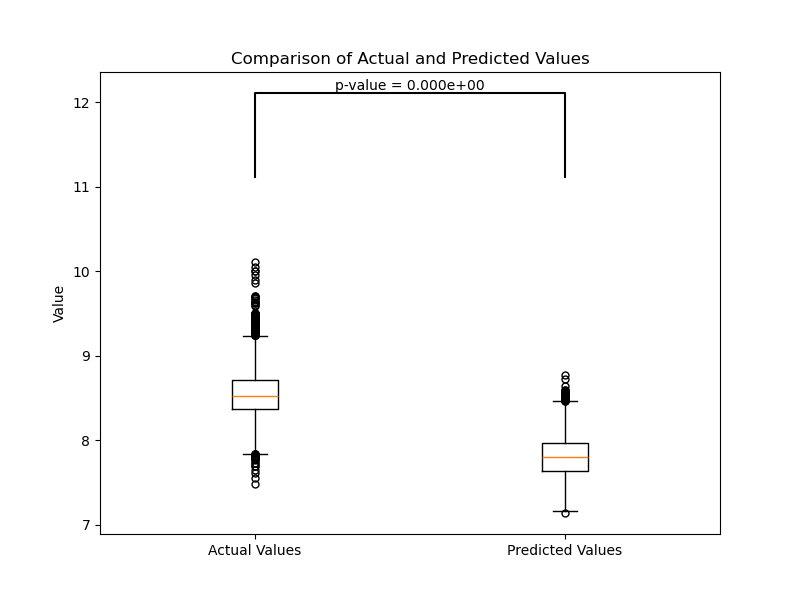 Comparison of Actual and Predicted Values
p-value = 0.000e+00
12
11
10
9
8
7
Value
Actual Values
Predicted Values